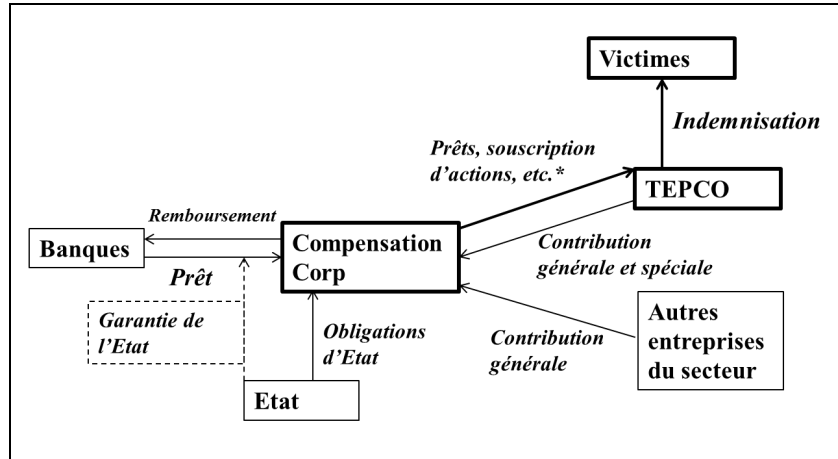 Victimes
Indemnisation
Prêts, souscription
d’actions, etc.*
TEPCO
Remboursement
Banques
Compensation
Corp
Prêt
Contribution
générale et spéciale
Garantie de
l’Etat
Obligations
d’Etat
Contribution
générale
Autres
entreprises
du secteur
Etat